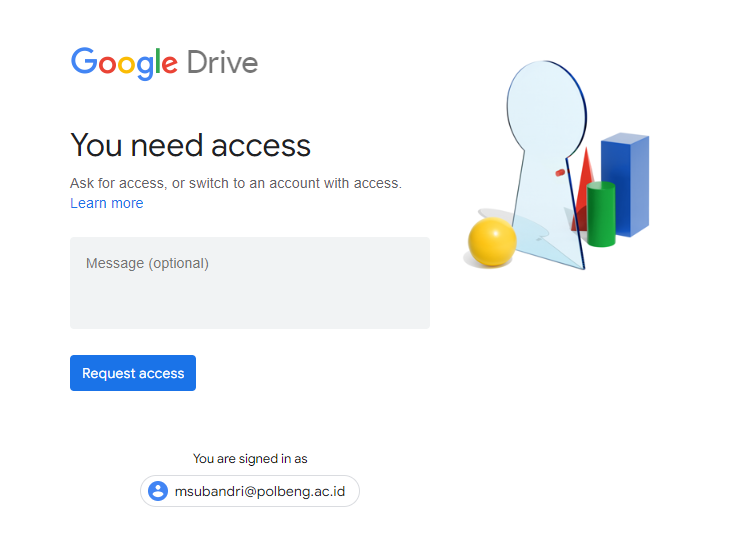 Google Drive
You need access
Ask for access, or switch to an account with access.
Learn more
Message (optional)
Request access
You are signed in as
msubandri@polbeng.ac.id